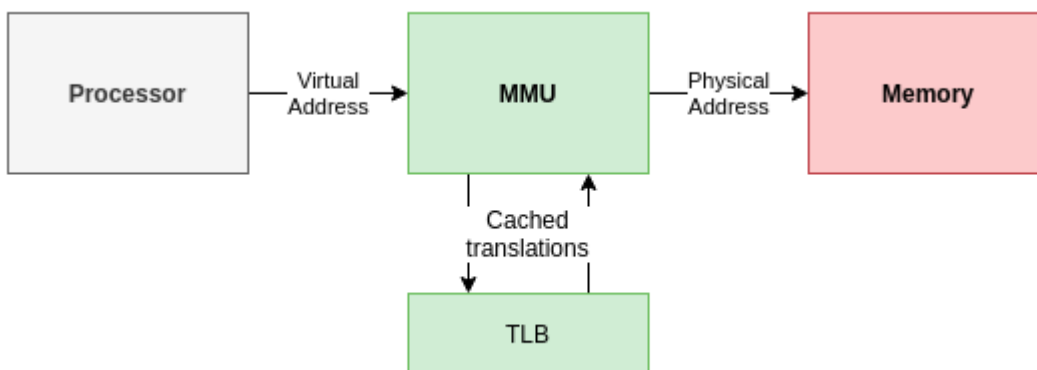 Processor
Virtual
Address
MMU
Physical
Address
Memory
Cached
translations
TLB